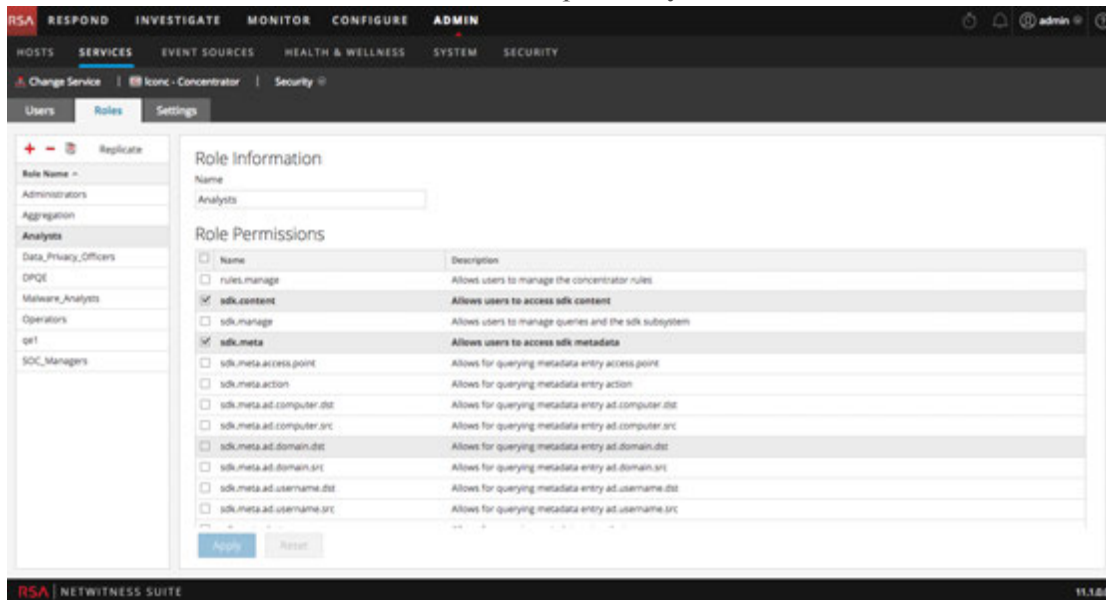 RSA RESPOND INVESTIGATE MONITOR CONFIGURE ADMIN admin
HOSTS SERVICES EVENT SOURCES HEALTH & WELLNESS SYSTEM SECURITY
Change Service | - Concentrator | Security
Users Roles Settings
Replicate
Role Name
Administrators
Aggregation
Analysts
Data_Privacy_Officers
DPQE
Malware_Analysts
Operators
SOC_Managers
Role Information
Name
Analysts
Role Permissions
Name Description
rules.manage Allows users to manage the concentrator rules
sdk.content Allows users to access sdk content
sdk.manage Allows users to manage queries and the sdk subsystem
sdk.meta Allows users to access sdk metadata
sdk.meta.access.point Allows for querying metadata entry access.point
sdk.meta.action Allows for querying metadata entry action
sdk.meta.ad.computer.dst Allows for querying metadata entry ad.computer.dst
sdk.meta.ad.computer.src Allows for querying metadata entry ad.computer.src
sdk.meta.ad.domain.dst Allows for querying metadata entry ad.domain.dst
sdk.meta.ad.domain.src Allows for querying metadata entry ad.domain.src
sdk.meta.ad.username.dst Allows for querying metadata entry ad.username.dst
sdk.meta.ad.username.src Allows for querying metadata entry ad.username.src
Apply Reset
RSA | NETWITNESS SUITE